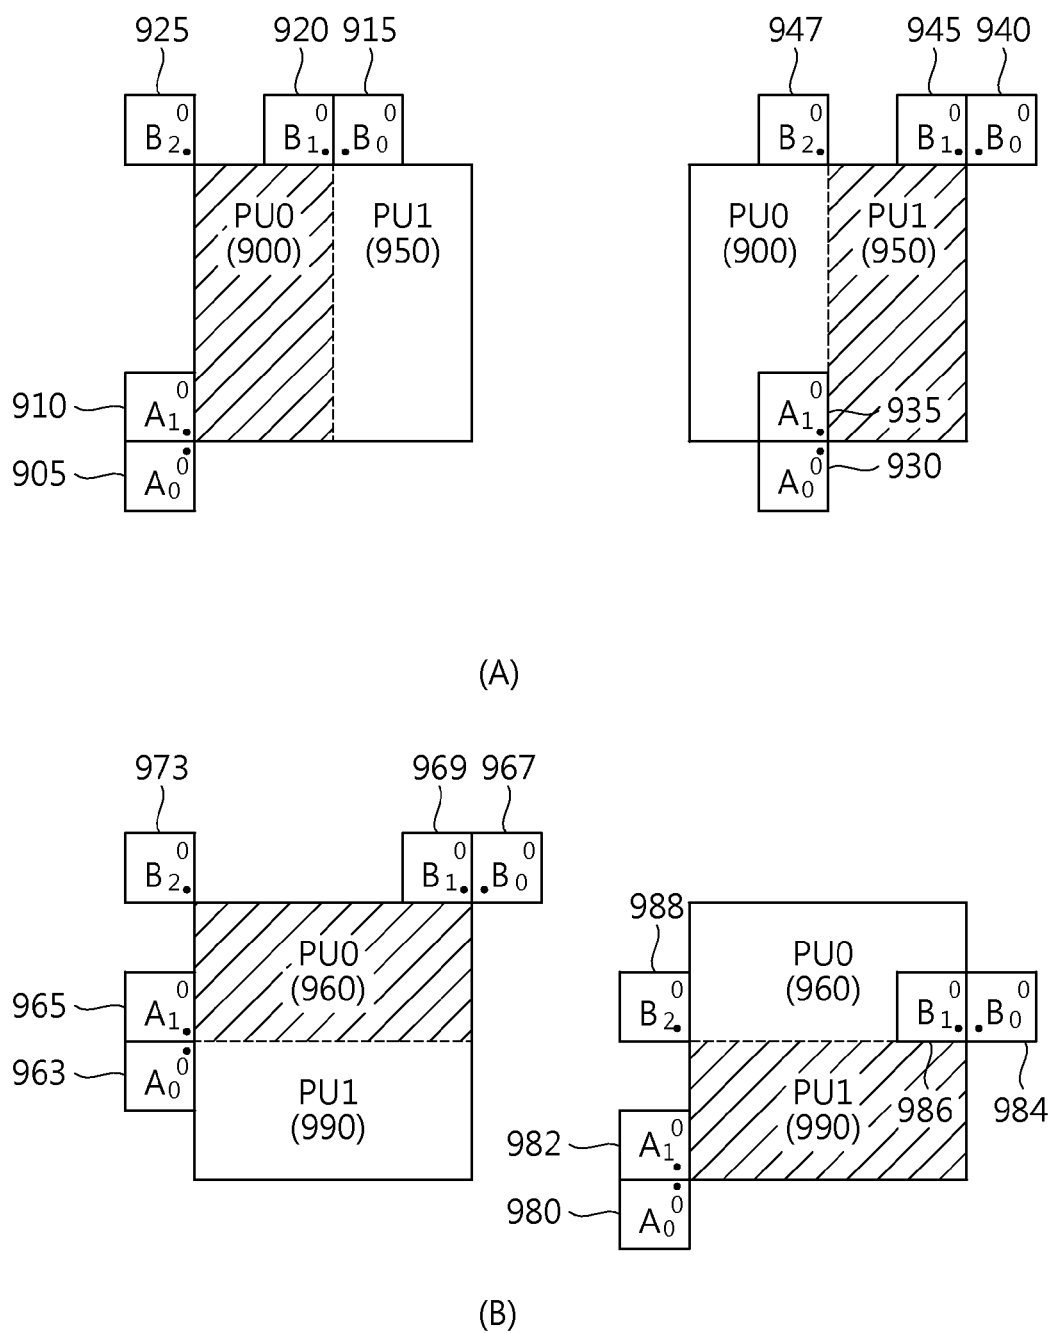 925 920 915 947 945 940
B2 0 B1 0 B0 0 B2 0 B1 0 B0 0
PU0 PU1 PU0 PU1
(900) (950) (900) (950)
910 A1 0 A1 0 935
905 A0 0 A0 0 930
(A)
973 969 967
B2 0 B1 0 B0 0
988
PU0 PU0
(960) (960)
965 A1 0 B2 0 B1 0 B0 0
963 A0 0
PU1 PU1 986 984
(990) (990)
982 A1 0
980 A0 0
(B)